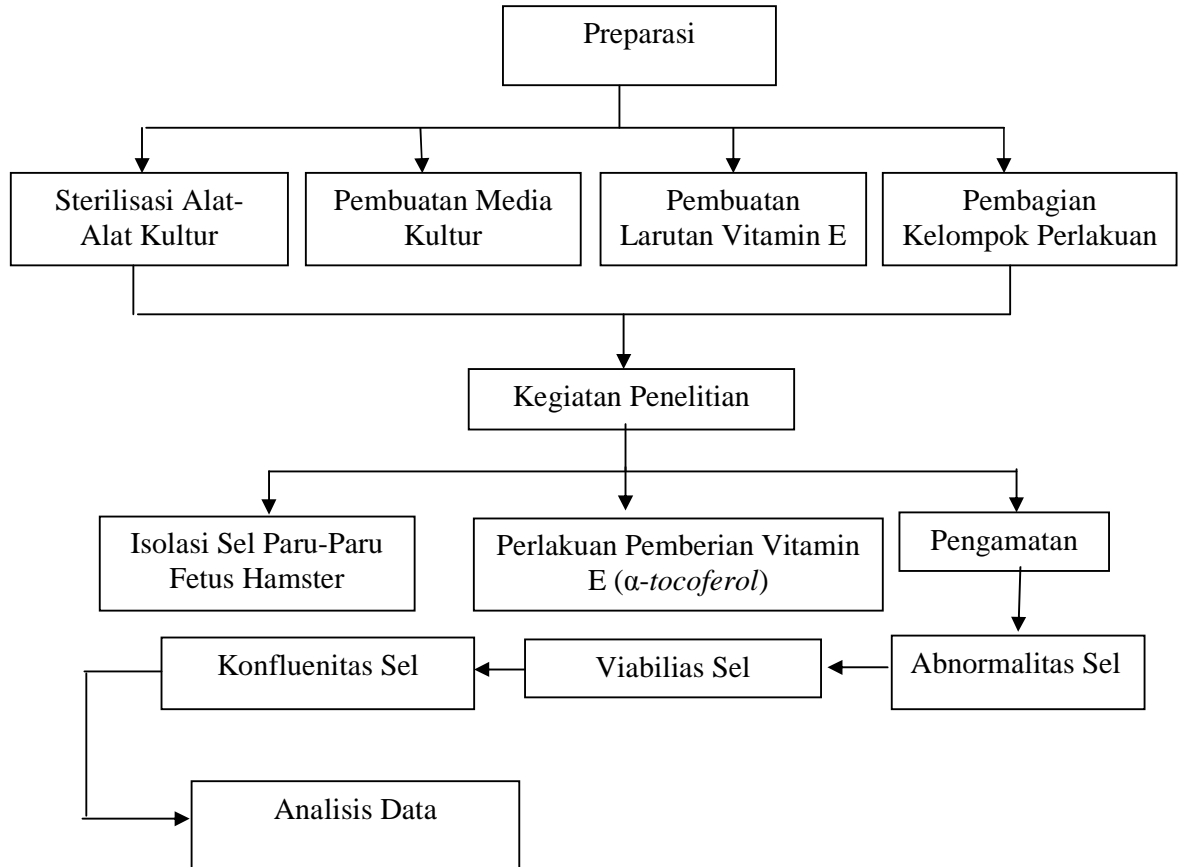 Preparasi
Sterilisasi Alat-
Alat Kultur
Pembuatan Media
Kultur
Pembuatan
Larutan Vitamin E
Pembagian
Kelompok Perlakuan
Kegiatan Penelitian
Isolasi Sel Paru-Paru
Fetus Hamster
Perlakuan Pemberian Vitamin
E (α-tocoferol)
Pengamatan
Abnormalitas Sel
Viabilias Sel
Konfluenitas Sel
Analisis Data